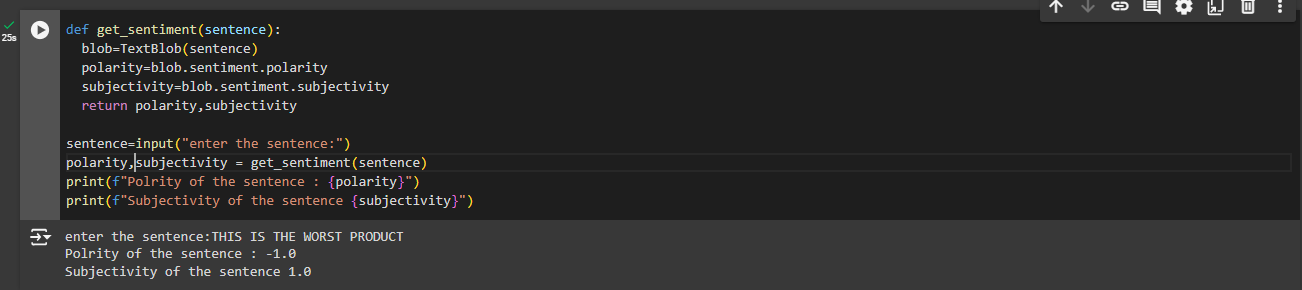 def get_sentiment(sentence):
  blob=TextBlob(sentence)
  polarity=blob.sentiment.polarity
  subjectivity=blob.sentiment.subjectivity
  return polarity,subjectivity

sentence=input("enter the sentence:")
polarity,subjectivity = get_sentiment(sentence)
print(f"Polrity of the sentence : {polarity}")
print(f"Subjectivity of the sentence {subjectivity}")
25s
enter the sentence:THIS IS THE WORST PRODUCT
Polrity of the sentence : -1.0
Subjectivity of the sentence 1.0